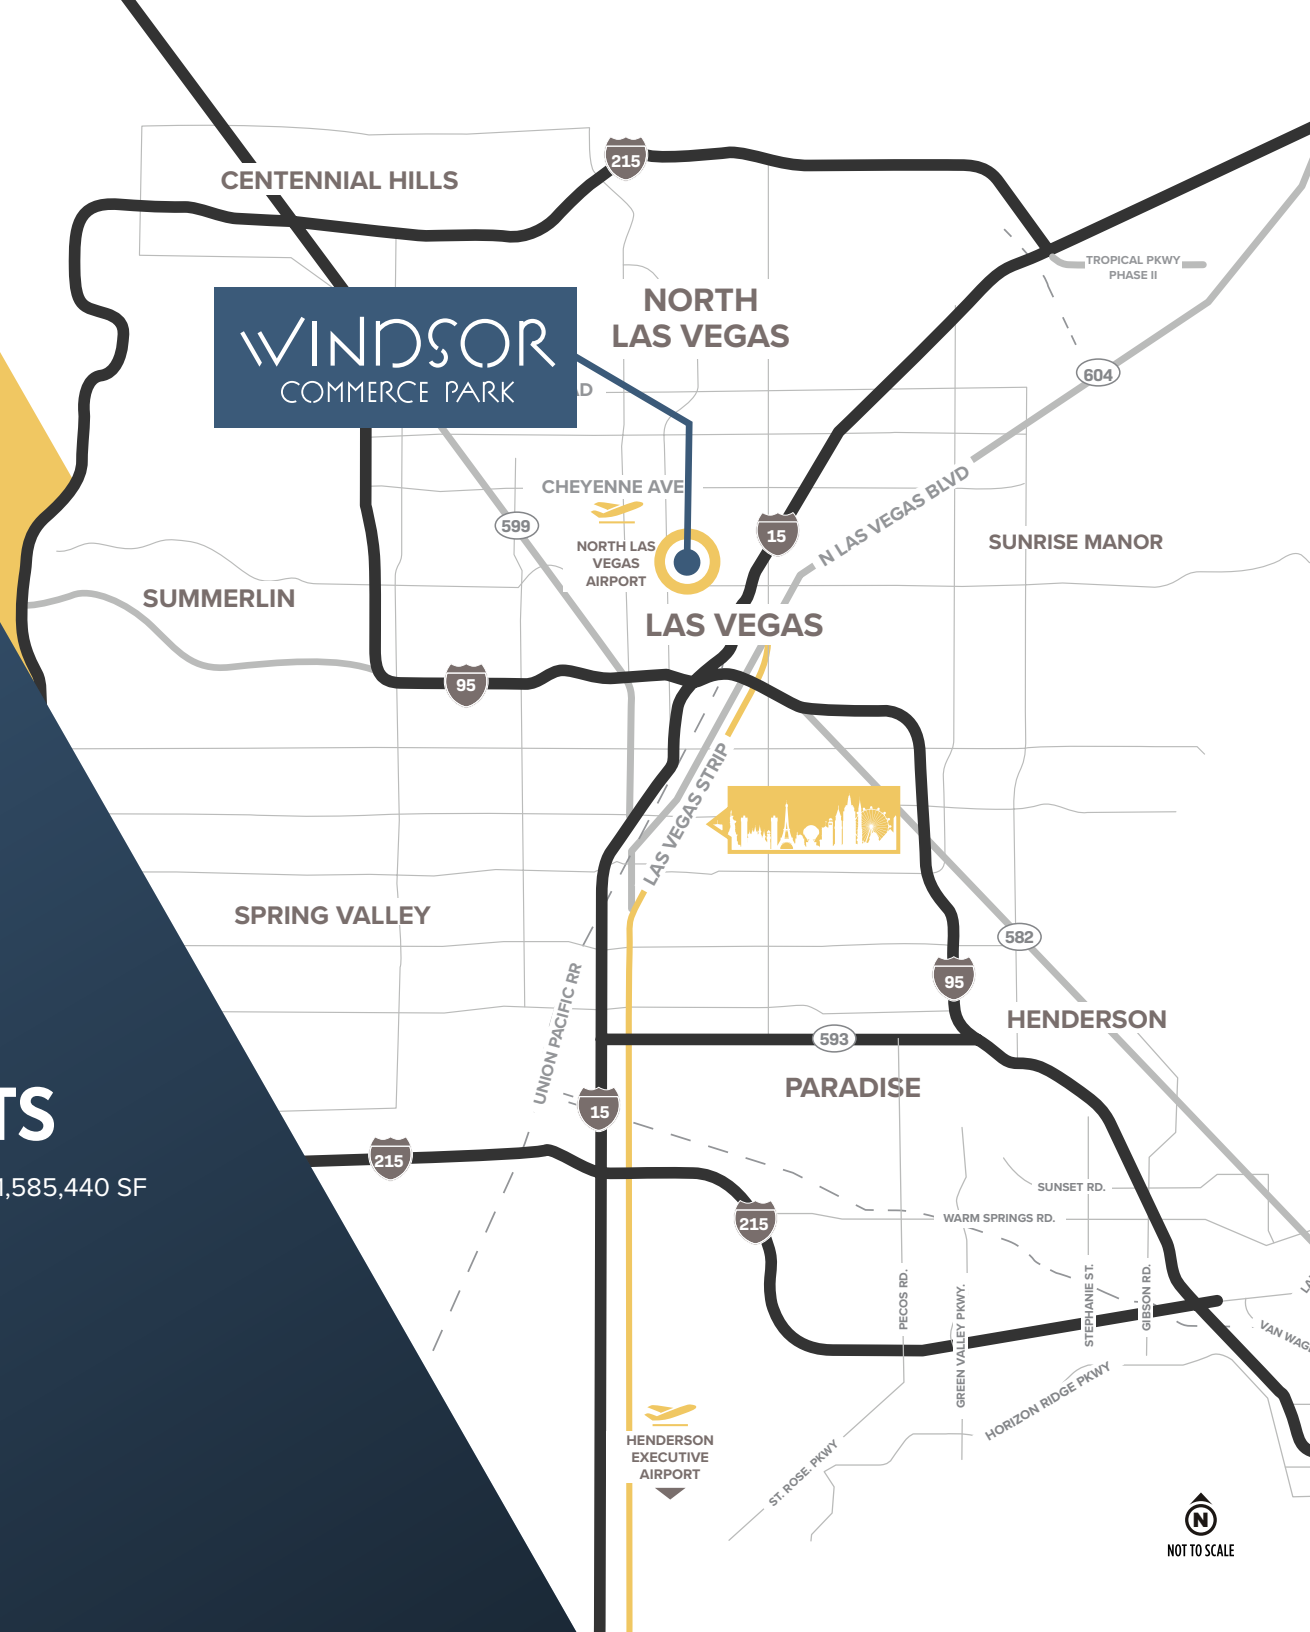 215
CENTENNIAL HILLS
TROPICAL PKWY
PHASE II
NORTH
LAS VEGAS
WINDSOR
COMMERCE PARK
604
CHEYENNE AVE
N LAS VEGAS BLVD
599
15
NORTH LAS
VEGAS
AIRPORT
SUNRISE MANOR
SUMMERLIN
LAS VEGAS
95
LAS VEGAS STRIP
SPRING VALLEY
582
UNION PACIFIC RR
95
HENDERSON
593
PARADISE
15
TS
215
1,585,440 SF
SUNSET RD.
215
WARM SPRINGS RD.
PECOS RD.
GREEN VALLEY PKWY.
STEPHANIE ST.
GIBSON RD.
HORIZON RIDGE PKWY
HENDERSON
EXECUTIVE
AIRPORT
ST. ROSE. PKWY
VAN WAG
N
NOT TO SCALE